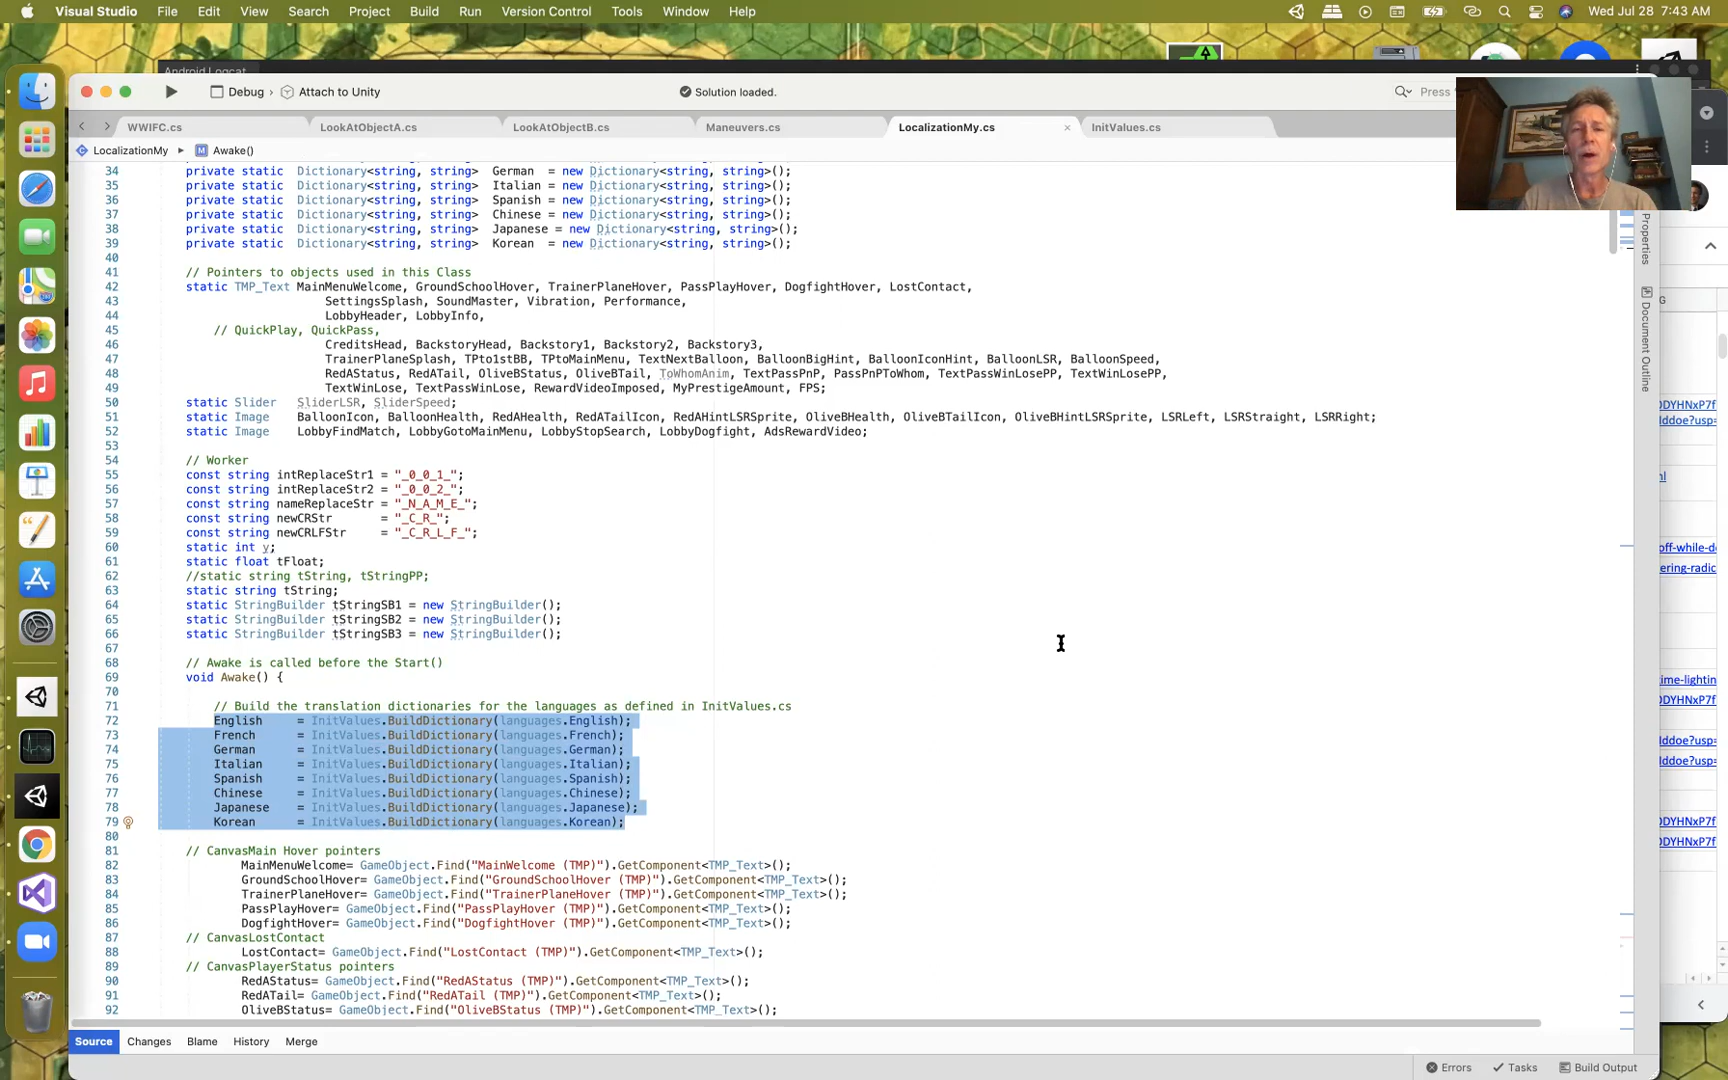 Visual Studio File Edit View Search Project Build Run Version Control Tools Window Help Wed Jul 28 7:43 AM
Android Logcat
Debug › Attach to Unity Solution loaded. Press
WWIFC.cs LookAtObjectA.cs LookAtObjectB.cs Maneuvers.cs LocalizationMy.cs × InitValues.cs
LocalizationMy ▸ M Awake()
34 private static Dictionary<string, string> German = new Dictionary<string, string>();
35 private static Dictionary<string, string> Italian = new Dictionary<string, string>();
36 private static Dictionary<string, string> Spanish = new Dictionary<string, string>();
37 private static Dictionary<string, string> Chinese = new Dictionary<string, string>();
38 private static Dictionary<string, string> Japanese = new Dictionary<string, string>();
39 private static Dictionary<string, string> Korean = new Dictionary<string, string>();
40
41 // Pointers to objects used in this Class
42 static TMP_Text MainMenuWelcome, GroundSchoolHover, TrainerPlaneHover, PassPlayHover, DogfightHover, LostContact,
43 SettingsSplash, SoundMaster, Vibration, Performance,
44 LobbyHeader, LobbyInfo,
45 // QuickPlay, QuickPass,
46 CreditsHead, BackstoryHead, Backstory1, Backstory2, Backstory3,
47 TrainerPlaneSplash, TPto1stBB, TPtoMainMenu, TextNextBalloon, BalloonBigHint, BalloonIconHint, BalloonLSR, BalloonSpeed,
48 RedAStatus, RedATail, OliveBStatus, OliveBTail, ToWhomAnim, TextPassPnP, PassPnPToWhom, TextPassWinLosePP, TextWinLosePP,
49 TextWinLose, TextPassWinLose, RewardVideoImposed, MyPrestigeAmount, FPS;
50 static Slider SliderLSR, SliderSpeed;
51 static Image BalloonIcon, BalloonHealth, RedAHealth, RedATailIcon, RedAHintLSRSprite, OliveBHealth, OliveBTailIcon, OliveBHintLSRSprite, LSRLeft, LSRStraight, LSRRight;
52 static Image LobbyFindMatch, LobbyGotoMainMenu, LobbyStopSearch, LobbyDogfight, AdsRewardVideo;
53
54 // Worker
55 const string intReplaceStr1 = "_0_0_1_";
56 const string intReplaceStr2 = "_0_0_2_";
57 const string nameReplaceStr = "_N_A_M_E_";
58 const string newCRStr = "_C_R_";
59 const string newCRLFStr = "_C_R_L_F_";
60 static int y;
61 static float tFloat;
62 //static string tString, tStringPP;
63 static string tString;
64 static StringBuilder tStringSB1 = new StringBuilder();
65 static StringBuilder tStringSB2 = new StringBuilder();
66 static StringBuilder tStringSB3 = new StringBuilder();
67
68 // Awake is called before the Start()
69 void Awake() {
70
71 // Build the translation dictionaries for the languages as defined in InitValues.cs
72 English = InitValues.BuildDictionary(languages.English);
73 French = InitValues.BuildDictionary(languages.French);
74 German = InitValues.BuildDictionary(languages.German);
75 Italian = InitValues.BuildDictionary(languages.Italian);
76 Spanish = InitValues.BuildDictionary(languages.Spanish);
77 Chinese = InitValues.BuildDictionary(languages.Chinese);
78 Japanese = InitValues.BuildDictionary(languages.Japanese);
79 Korean = InitValues.BuildDictionary(languages.Korean);
80
81 // CanvasMain Hover pointers
82 MainMenuWelcome= GameObject.Find("MainWelcome (TMP)").GetComponent<TMP_Text>();
83 GroundSchoolHover= GameObject.Find("GroundSchoolHover (TMP)").GetComponent<TMP_Text>();
84 TrainerPlaneHover= GameObject.Find("TrainerPlaneHover (TMP)").GetComponent<TMP_Text>();
85 PassPlayHover= GameObject.Find("PassPlayHover (TMP)").GetComponent<TMP_Text>();
86 DogfightHover= GameObject.Find("DogfightHover (TMP)").GetComponent<TMP_Text>();
87 // CanvasLostContact
88 LostContact= GameObject.Find("LostContact (TMP)").GetComponent<TMP_Text>();
89 // CanvasPlayerStatus pointers
90 RedAStatus= GameObject.Find("RedAStatus (TMP)").GetComponent<TMP_Text>();
91 RedATail= GameObject.Find("RedATail (TMP)").GetComponent<TMP_Text>();
92 OliveBStatus= GameObject.Find("OliveBStatus (TMP)").GetComponent<TMP_Text>();
Source Changes Blame History Merge
Errors Tasks Build Output
Properties
Document Outline
G
ODYHNxP7f
lddoe?usp=
ml
off-while-d
ering-radio
ime-lightin
ODYHNxP7f
lddoe?usp=
lddoe?usp=
ODYHNxP7f
ODYHNxP7f